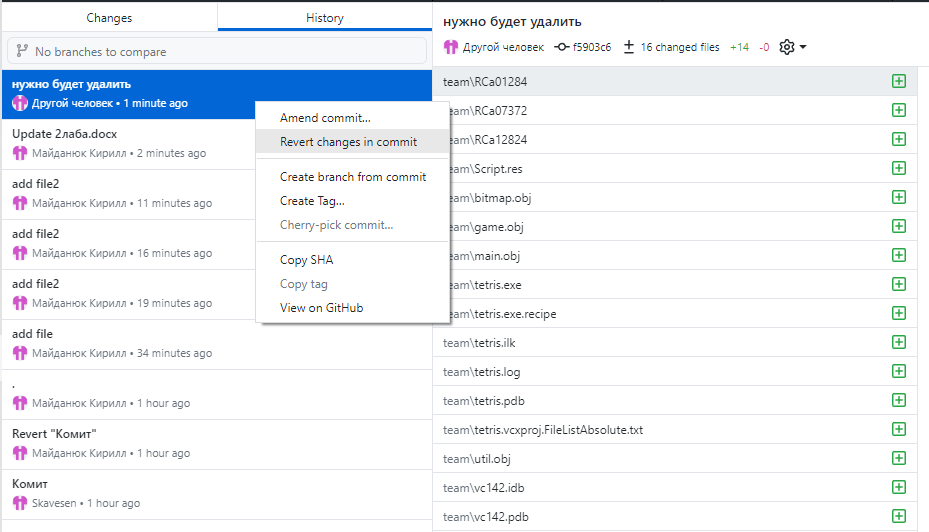 Changes
History
No branches to compare
нужно будет удалить
Другой человек • 1 minute ago
Update 2лаба.docx
Майданюк Кирилл • 2 minutes ago
add file2
Майданюк Кирилл • 11 minutes ago
add file2
Майданюк Кирилл • 16 minutes ago
add file2
Майданюк Кирилл • 19 minutes ago
add file
Майданюк Кирилл • 34 minutes ago
.
Майданюк Кирилл • 1 hour ago
Revert "Комит"
Майданюк Кирилл • 1 hour ago
Комит
Skavesen • 1 hour ago
Amend commit...
Revert changes in commit
Create branch from commit
Create Tag...
Cherry-pick commit...
Copy SHA
Copy tag
View on GitHub
нужно будет удалить
Другой человек f5903c6 16 changed files +14 -0
team\RCa01284
team\RCa07372
team\RCa12824
team\Script.res
team\bitmap.obj
team\game.obj
team\main.obj
team\tetris.exe
team\tetris.exe.recipe
team\tetris.ilk
team\tetris.log
team\tetris.pdb
team\tetris.vcxproj.FileListAbsolute.txt
team\util.obj
team\vc142.idb
team\vc142.pdb